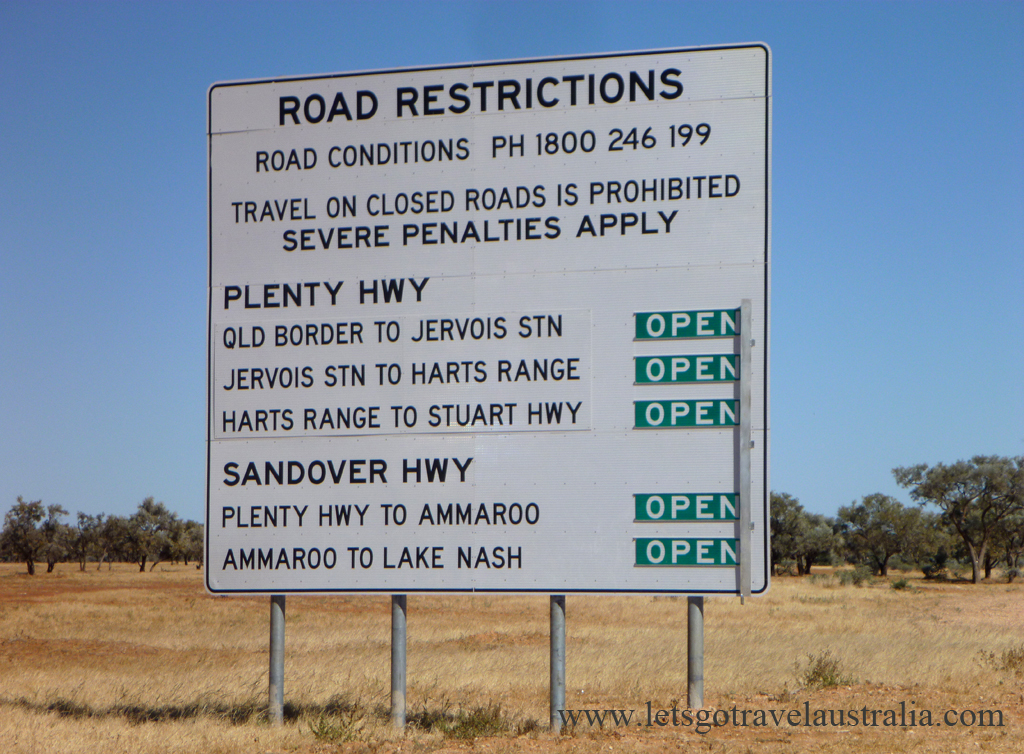 ROAD RESTRICTIONS
ROAD CONDITIONS PH 1800 246 199
TRAVEL ON CLOSED ROADS IS PROHIBITED
SEVERE PENALTIES APPLY
PLENTY HWY
QLD BORDER TO JERVOIS STN OPEN
JERVOIS STN TO HARTS RANGE OPEN
HARTS RANGE TO STUART HWY OPEN
SANDOVER HWY
PLENTY HWY TO AMMAROO OPEN
AMMAROO TO LAKE NASH OPEN
www.letsgotravelaustralia.com